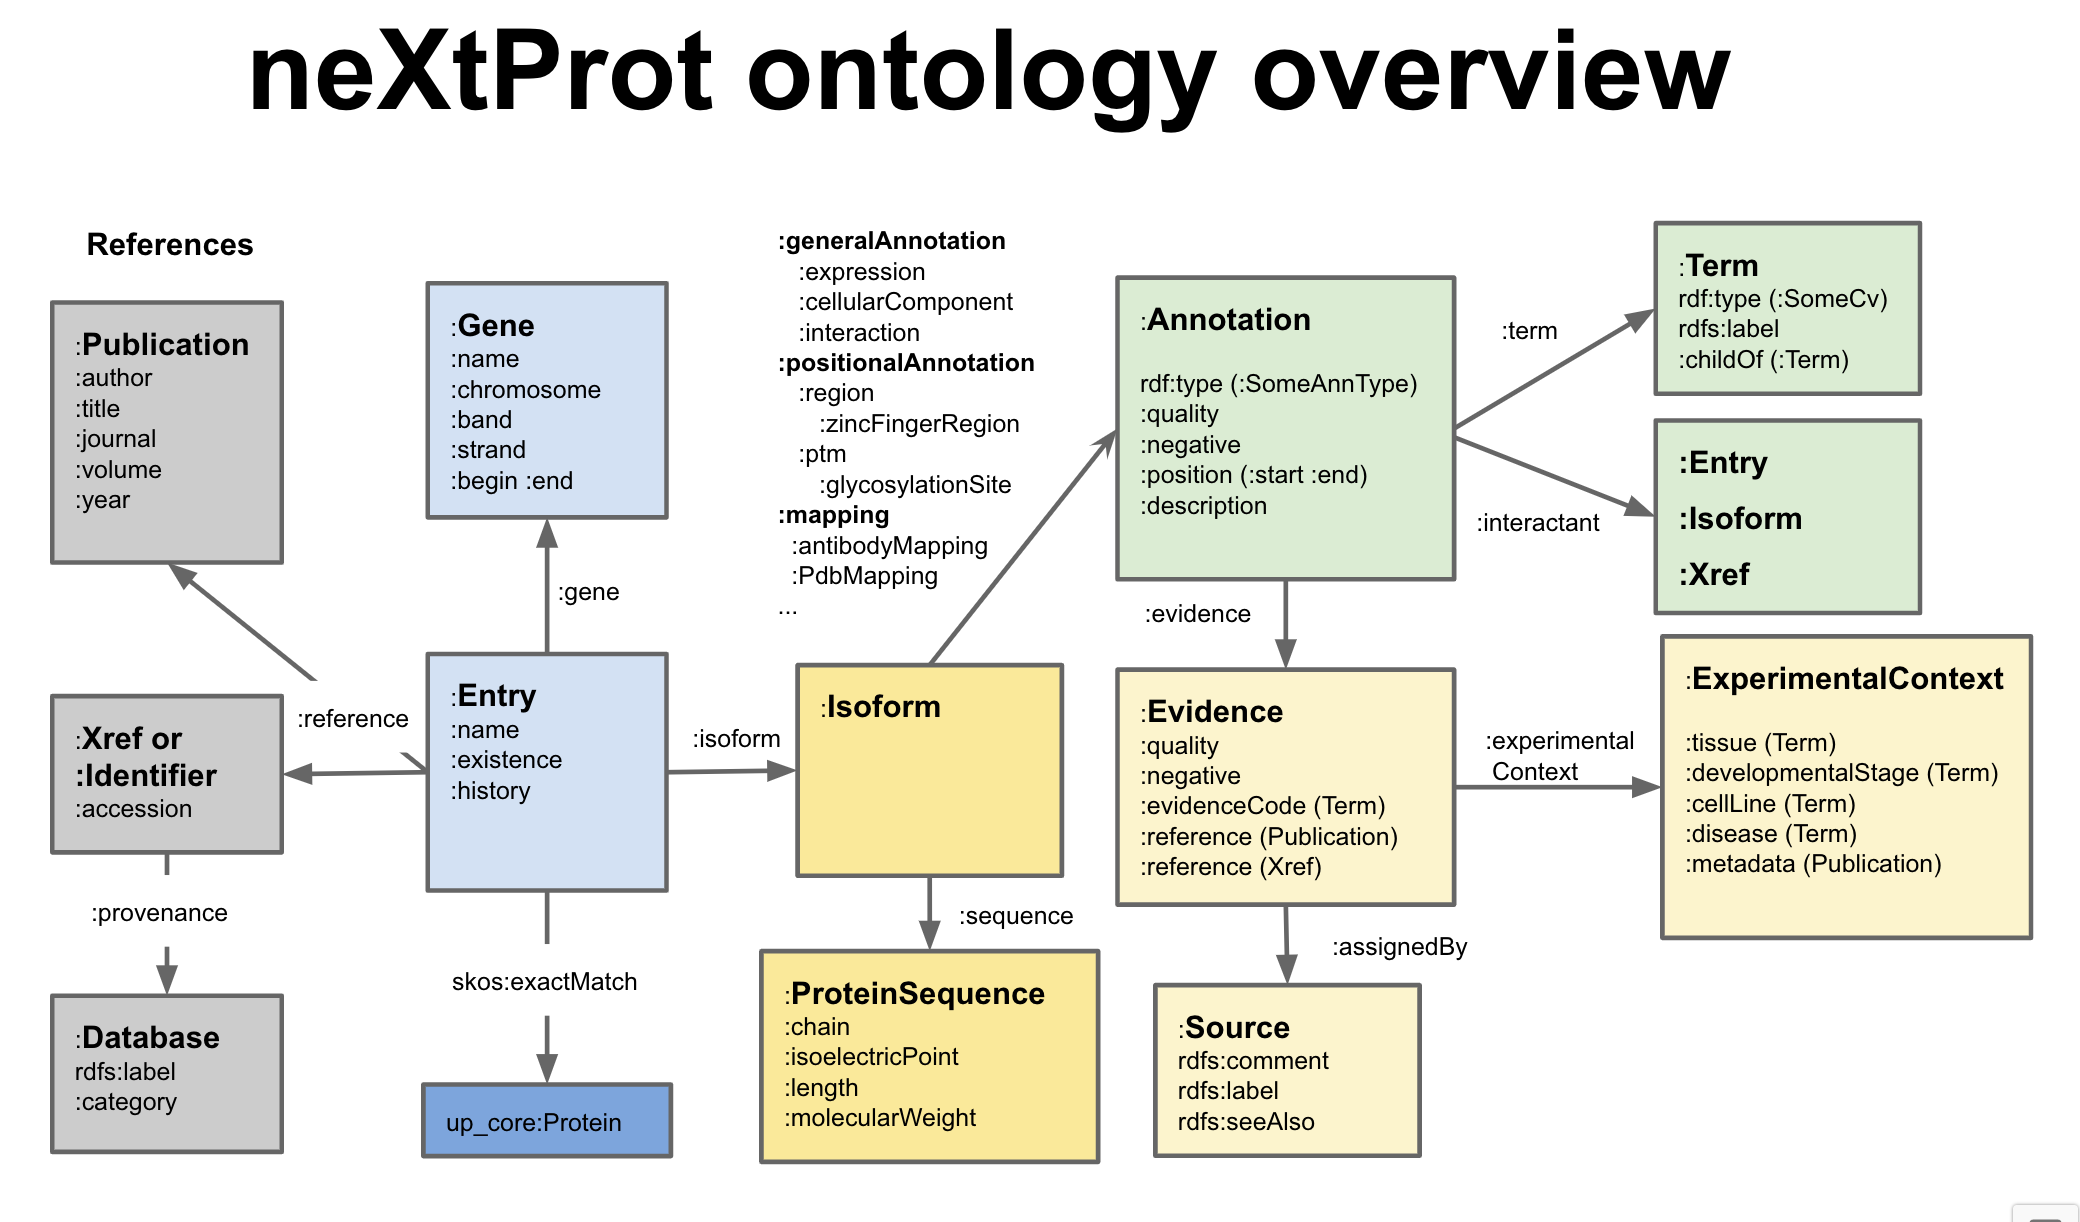 neXtProt ontology overview
References
:Publication
:author
:title
:journal
:volume
:year
:Xref or
:Identifier
:accession
:provenance
:Database
rdfs:label
:category
:reference
:Gene
:name
:chromosome
:band
:strand
:begin :end
:gene
:Entry
:name
:existence
:history
skos:exactMatch
up_core:Protein
:isoform
:generalAnnotation
:expression
:cellularComponent
:interaction
:positionalAnnotation
:region
:zincFingerRegion
:ptm
:glycosylationSite
:mapping
:antibodyMapping
:PdbMapping
...
:Isoform
:sequence
:ProteinSequence
:chain
:isoelectricPoint
:length
:molecularWeight
:Annotation
rdf:type (:SomeAnnType)
:quality
:negative
:position (:start :end)
:description
:evidence
:Evidence
:quality
:negative
:evidenceCode (Term)
:reference (Publication)
:reference (Xref)
:assignedBy
:Source
rdfs:comment
rdfs:label
rdfs:seeAlso
:term
:Term
rdf:type (:SomeCv)
rdfs:label
:childOf (:Term)
:interactant
:Entry
:Isoform
:Xref
:experimental
Context
:ExperimentalContext
:tissue (Term)
:developmentalStage (Term)
:cellLine (Term)
:disease (Term)
:metadata (Publication)